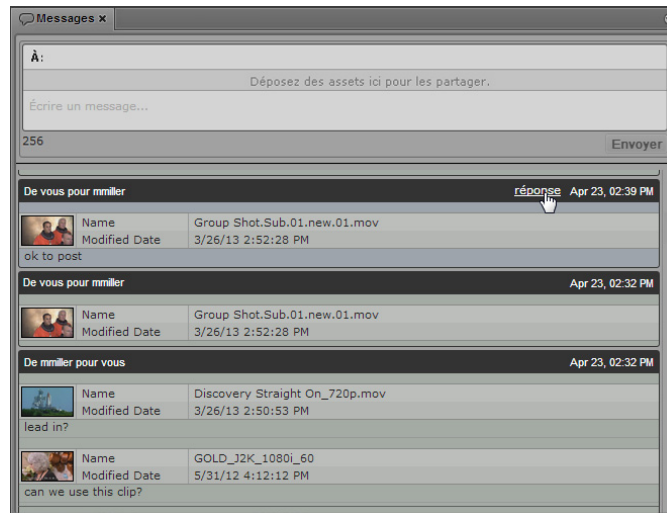 Messages x
À:
Déposez des assets ici pour les partager.
Écrire un message...
256 Envoyer
De vous pour mmiller réponse Apr 23, 02:39 PM
Name Group Shot.Sub.01.new.01.mov
Modified Date 3/26/13 2:52:28 PM
ok to post
De vous pour mmiller Apr 23, 02:32 PM
Name Group Shot.Sub.01.new.01.mov
Modified Date 3/26/13 2:52:28 PM
De mmiller pour vous Apr 23, 02:32 PM
Name Discovery Straight On_720p.mov
Modified Date 3/26/13 2:50:53 PM
lead in?
Name GOLD_J2K_1080i_60
Modified Date 5/31/12 4:12:12 PM
can we use this clip?